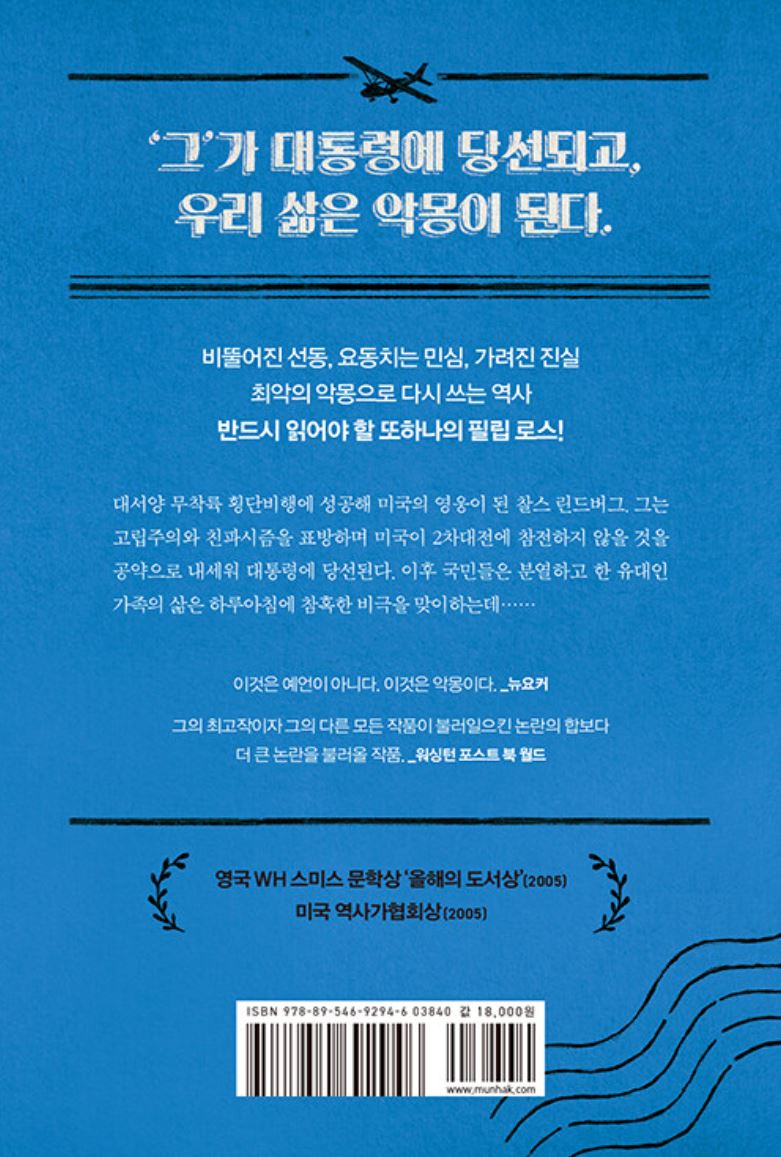 ‘그’가 대통령에 당선되고,
우리 삶은 악몽이 된다.
비뚤어진 선동, 요동치는 민심, 가려진 진실
최악의 악몽으로 다시 쓰는 역사
반드시 읽어야 할 또하나의 필립 로스!
대서양 무착륙 횡단비행에 성공해 미국의 영웅이 된 찰스 린드버그. 그는
고립주의와 친파시즘을 표방하며 미국이 2차대전에 참전하지 않을 것을
공약으로 내세워 대통령에 당선된다. 이후 국민들은 분열하고 한 유대인
가족의 삶은 하루아침에 참혹한 비극을 맞이하는데……
이것은 예언이 아니다. 이것은 악몽이다. _뉴요커
그의 최고작이자 그의 다른 모든 작품이 불러일으킨 논란의 합보다
더 큰 논란을 불러올 작품. _워싱턴 포스트 북 월드
영국 WH 스미스 문학상 ‘올해의 도서상’(2005)
미국 역사가협회상(2005)
ISBN 978-89-546-9294-6 03840 값 18,000원
www.munhak.com